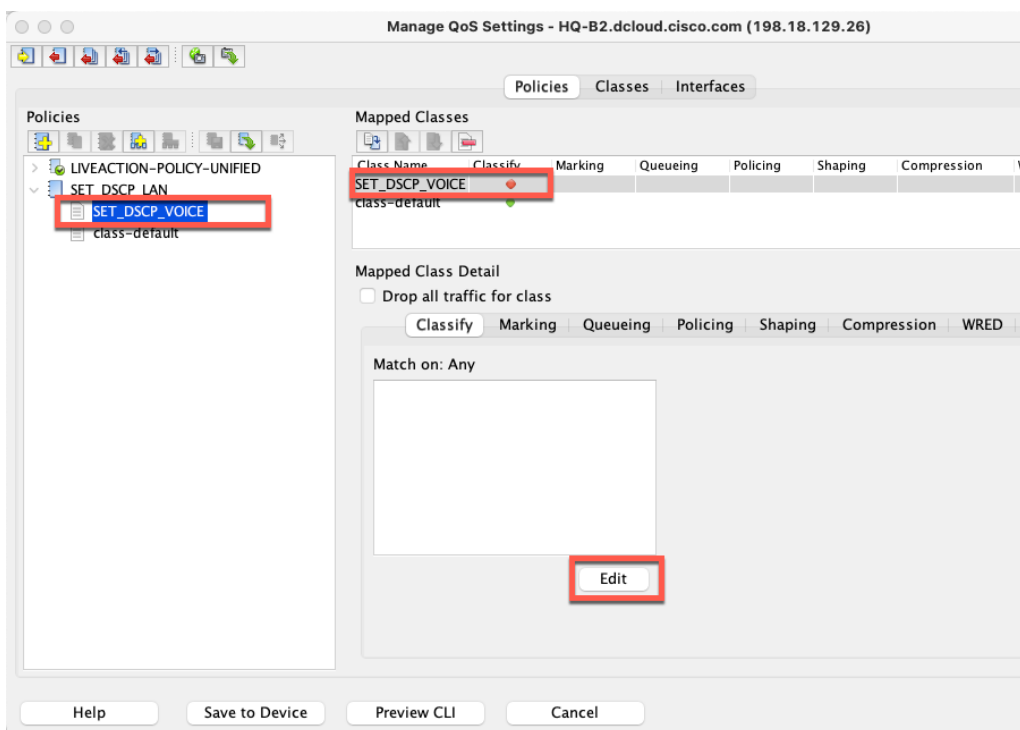 Manage QoS Settings - HQ-B2.dcloud.cisco.com (198.18.129.26)
Policies Classes Interfaces
Policies
LIVEACTION-POLICY-UNIFIED
SET_DSCP_LAN
SET_DSCP_VOICE
class-default
Mapped Classes
Class Name Classify Marking Queueing Policing Shaping Compression
SET_DSCP_VOICE
class-default
Mapped Class Detail
Drop all traffic for class
Classify Marking Queueing Policing Shaping Compression WRED
Match on: Any
Edit
Help Save to Device Preview CLI Cancel